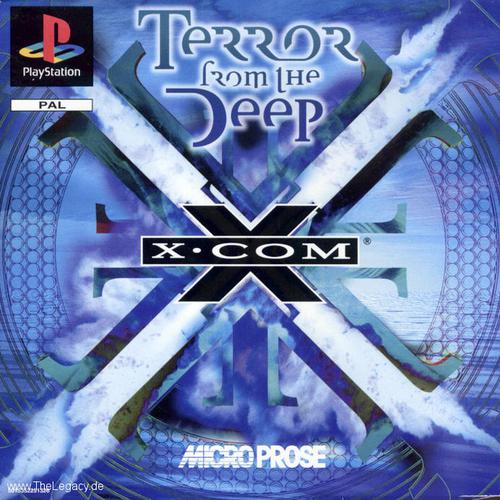 TERROR
from the
Deep
PlayStation
PAL
X·COM®
MICROPROSE
www.TheLegacy.de